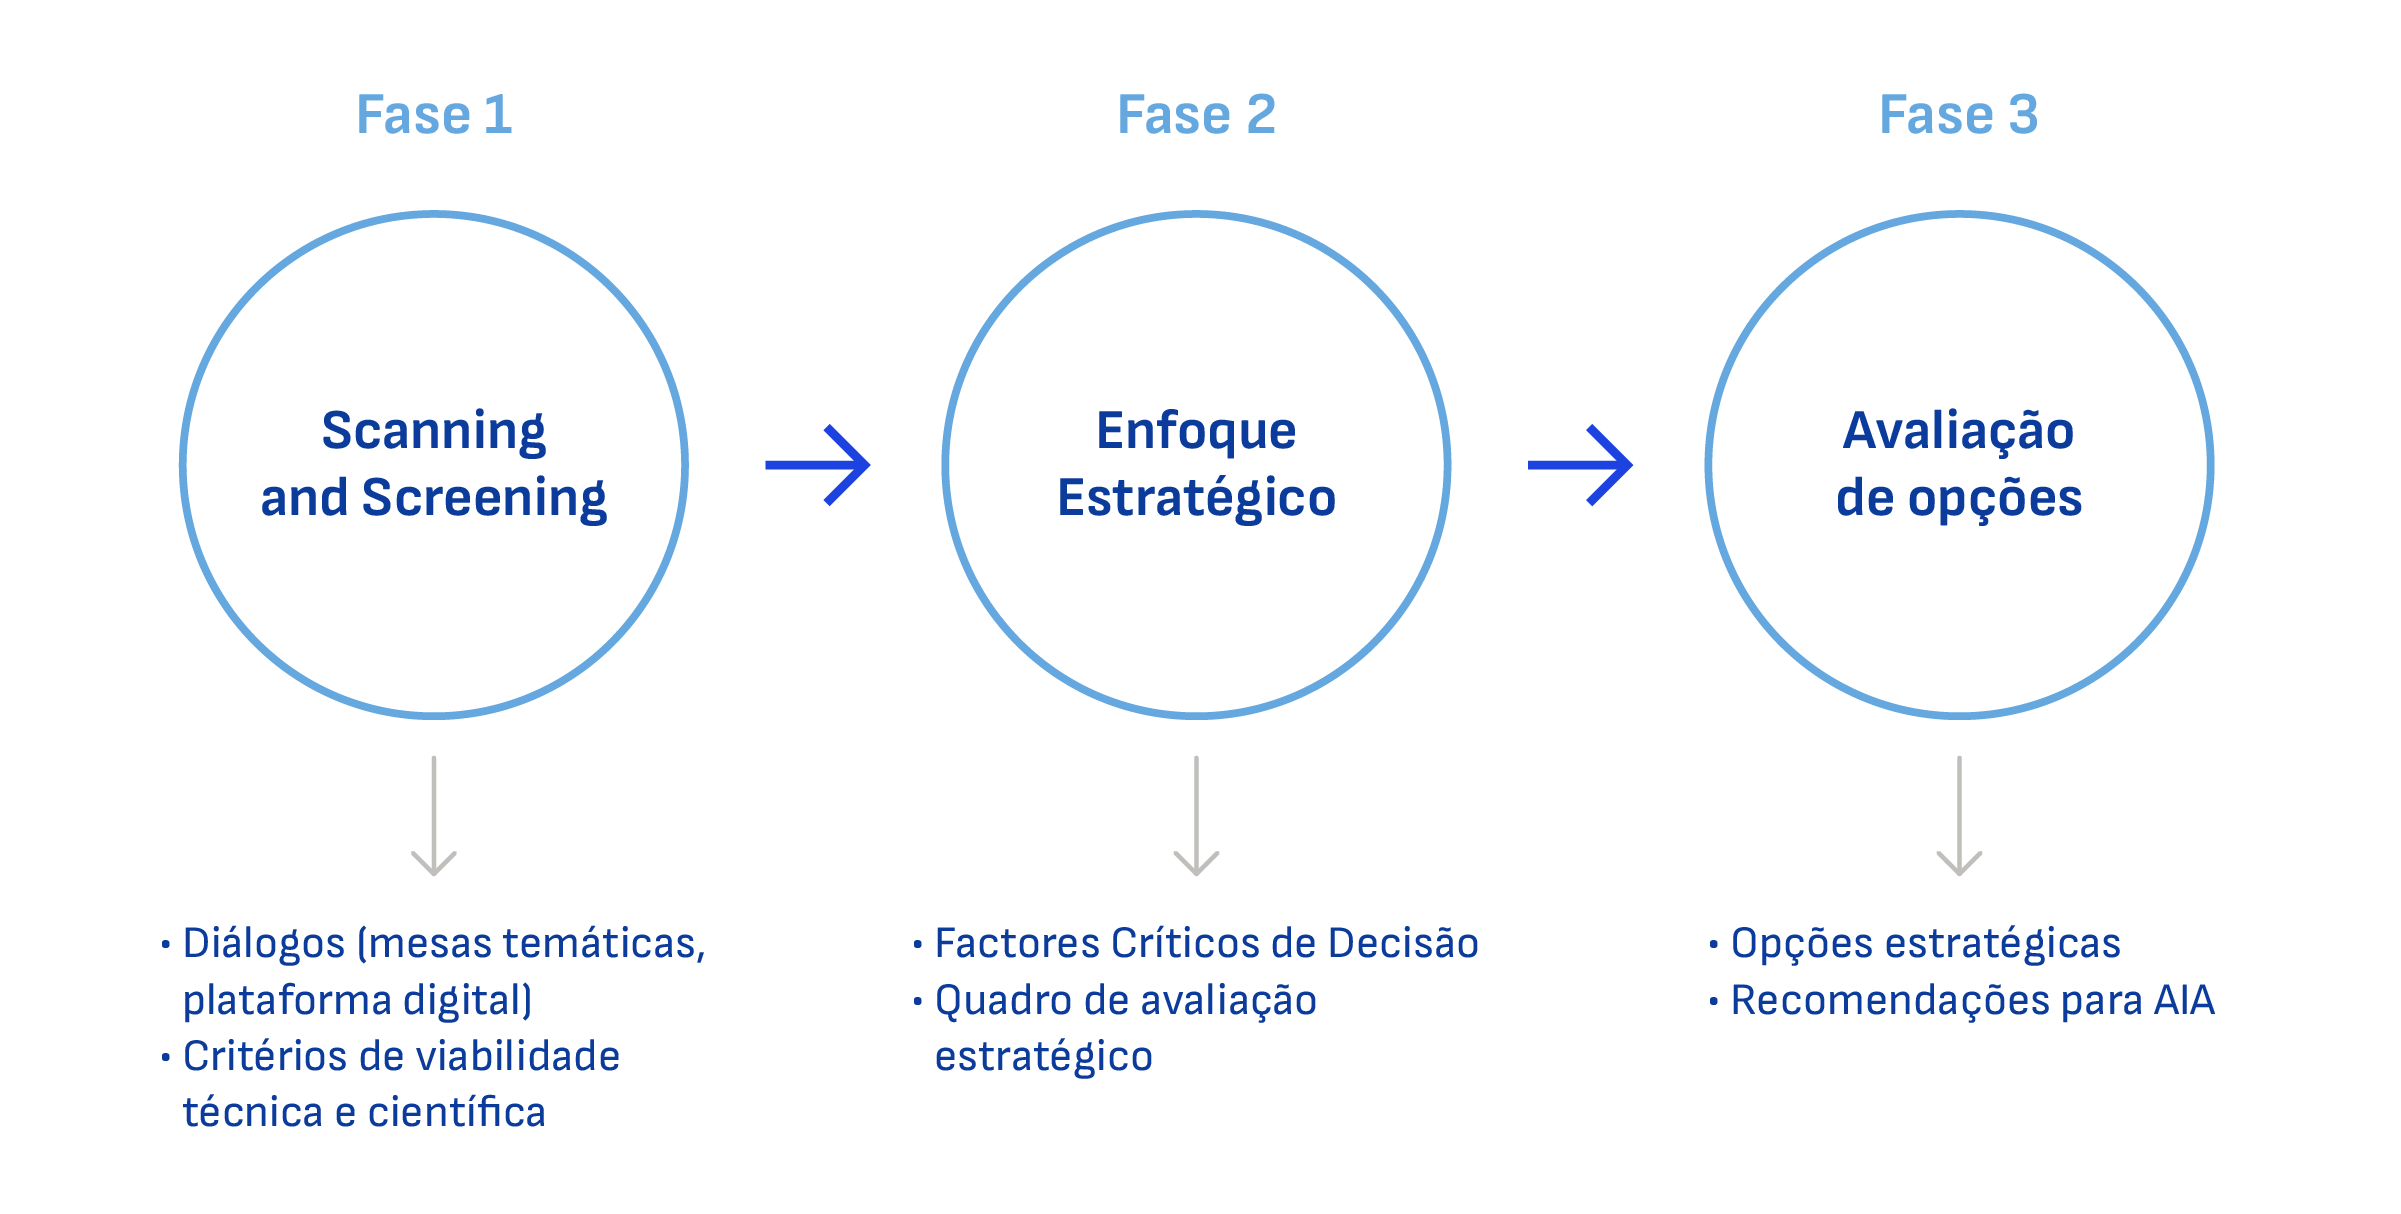 Fase 1
Scanning
and Screening
· Diálogos (mesas temáticas,
plataforma digital)
· Critérios de viabilidade
técnica e científica
Fase 2
Enfoque
Estratégico
· Factores Críticos de Decisão
· Quadro de avaliação
estratégico
Fase 3
Avaliação
de opções
· Opções estratégicas
· Recomendações para AIA